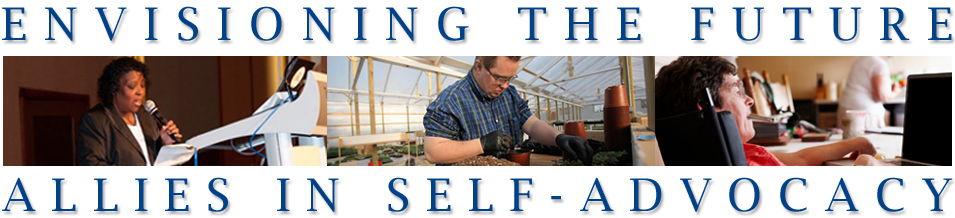 ENVISIONING THE FUTURE
ALLIES IN SELF-ADVOCACY